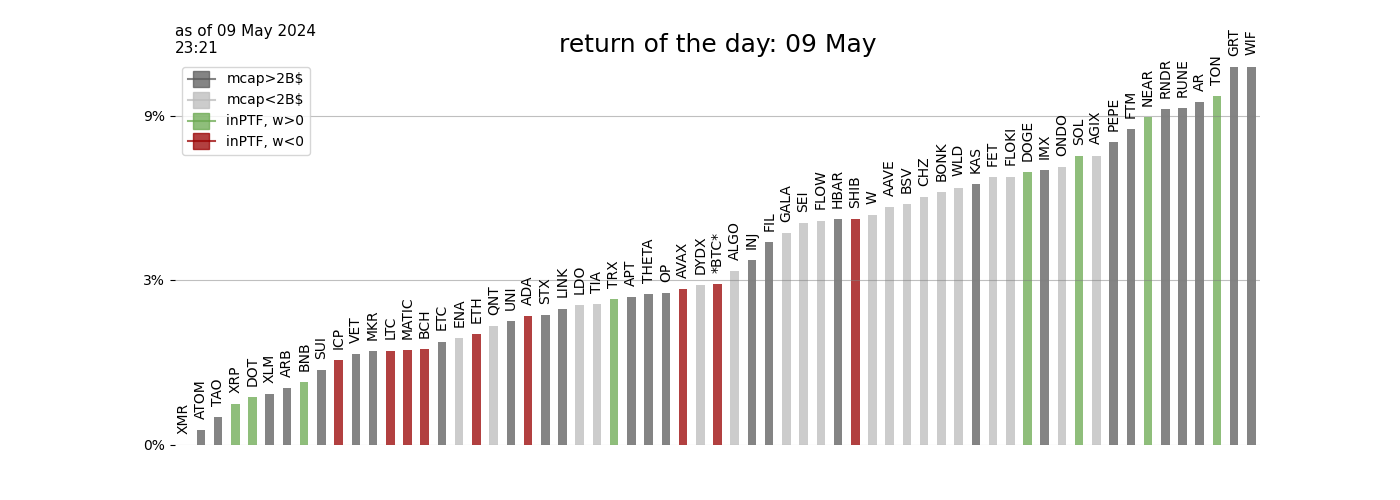 as of 09 May 2024
23:21
return of the day: 09 May
mcap>2B$
mcap<2B$
inPTF, w>0
inPTF, w<0
9%
3%
0%
XMR
ATOM
TAO
XRP
DOT
XLM
ARB
BNB
SUI
ICP
VET
MKR
LTC
MATIC
BCH
ETC
ENA
ETH
QNT
UNI
ADA
STX
LINK
LDO
TIA
TRX
APT
THETA
OP
AVAX
DYDX
*BTC*
ALGO
INJ
FIL
GALA
SEI
FLOW
HBAR
SHIB
W
AAVE
BSV
CHZ
BONK
WLD
KAS
FET
FLOKI
DOGE
IMX
ONDO
SOL
AGIX
PEPE
FTM
NEAR
RNDR
RUNE
AR
TON
GRT
WIF